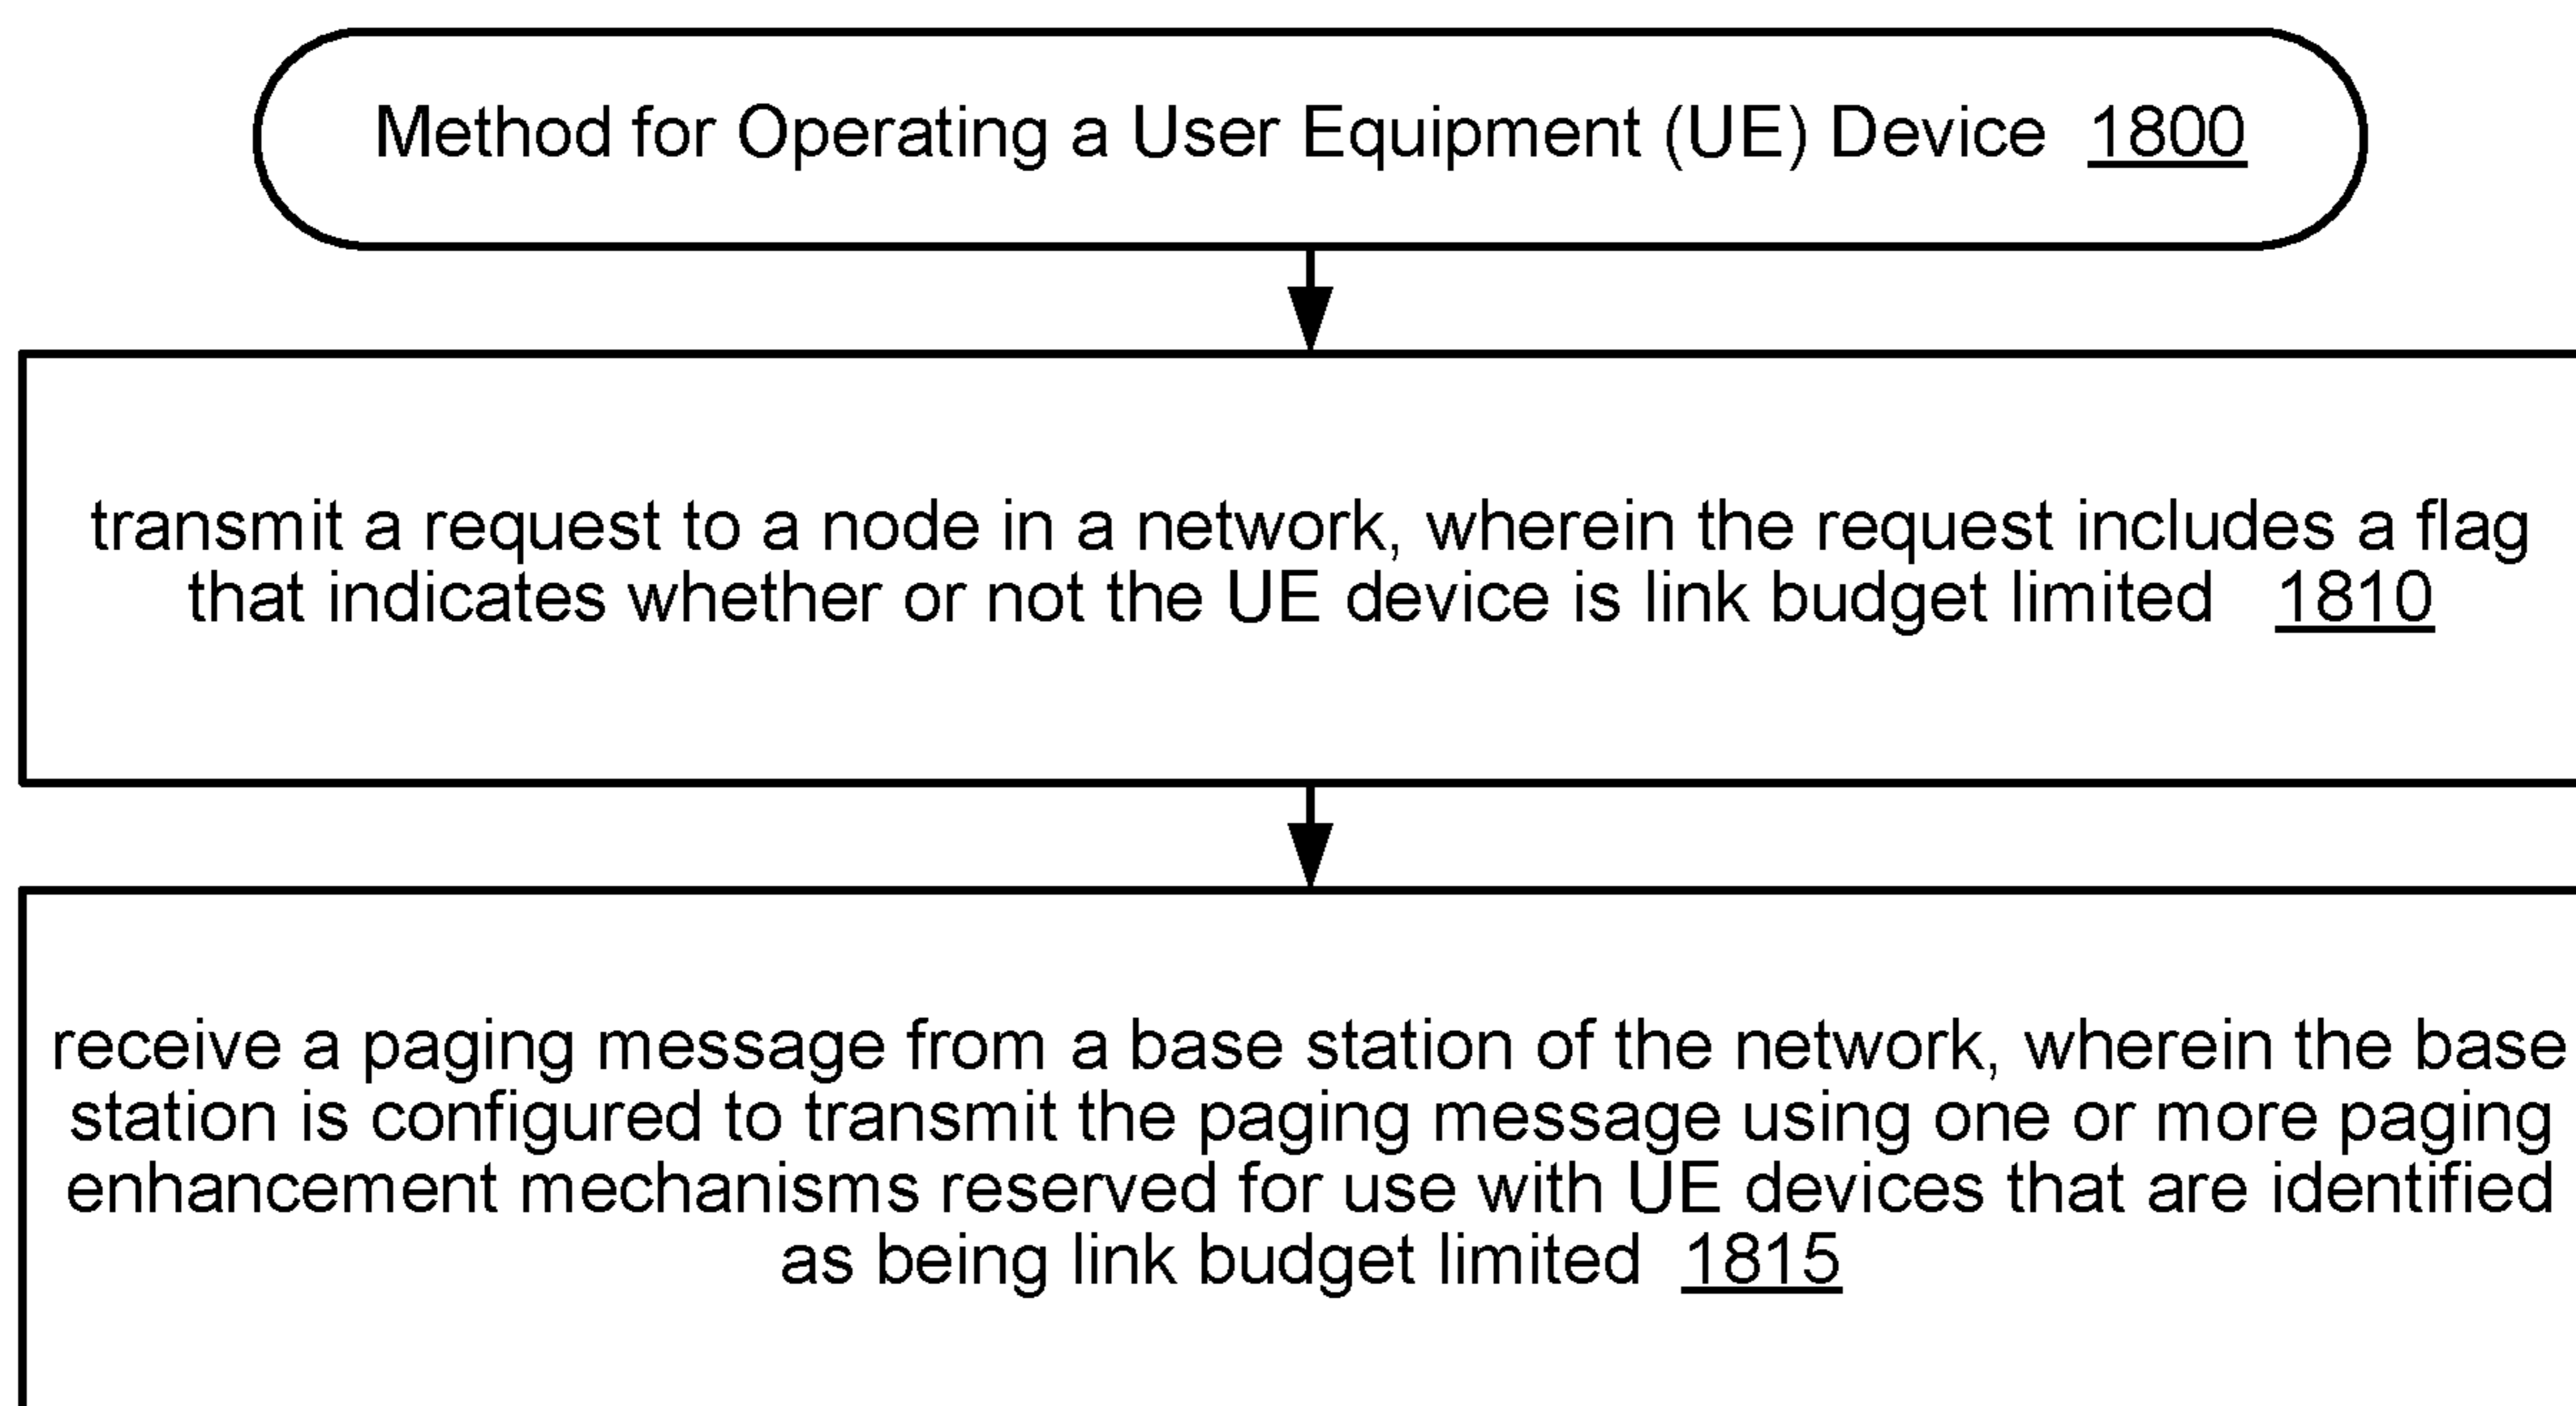 Method for Operating a User Equipment (UE) Device 1800
transmit a request to a node in a network, wherein the request includes a flag
that indicates whether or not the UE device is link budget limited 1810
receive a paging message from a base station of the network, wherein the base
station is configured to transmit the paging message using one or more paging
enhancement mechanisms reserved for use with UE devices that are identified
as being link budget limited 1815